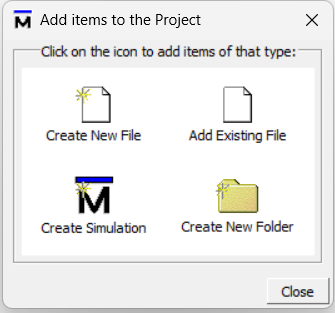 Add items to the Project
Click on the icon to add items of that type:
Create New File
Add Existing File
Create Simulation
Create New Folder
Close